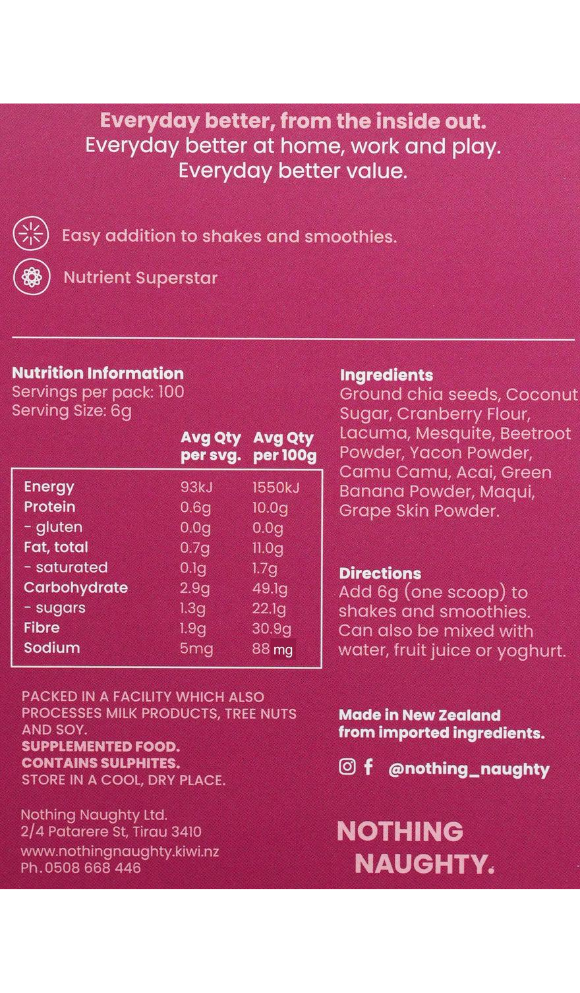 Everyday better, from the inside out.
Everyday better at home, work and play.
Everyday better value.
Easy addition to shakes and smoothies.
Nutrient Superstar
Nutrition Information
Servings per pack: 100
Serving Size: 6g
Avg Qty Avg Qty
per svg. per 100g
Energy 93kJ 1550kJ
Protein 0.6g 10.0g
- gluten 0.0g 0.0g
Fat, total 0.7g 11.0g
- saturated 0.1g 1.7g
Carbohydrate 2.9g 49.1g
- sugars 1.3g 22.1g
Fibre 1.9g 30.9g
Sodium 5mg 88 mg
PACKED IN A FACILITY WHICH ALSO
PROCESSES MILK PRODUCTS, TREE NUTS
AND SOY.
SUPPLEMENTED FOOD.
CONTAINS SULPHITES.
STORE IN A COOL, DRY PLACE.
Nothing Naughty Ltd.
2/4 Patarere St, Tirau 3410
www.nothingnaughty.kiwi.nz
Ph.0508 668 446
Ingredients
Ground chia seeds, Coconut
Sugar, Cranberry Flour,
Lacuma, Mesquite, Beetroot
Powder, Yacon Powder,
Camu Camu, Acai, Green
Banana Powder, Maqui,
Grape Skin Powder.
Directions
Add 6g (one scoop) to
shakes and smoothies.
Can also be mixed with
water, fruit juice or yoghurt.
Made in New Zealand
from imported ingredients.
@nothing_naughty
NOTHING
NAUGHTY.